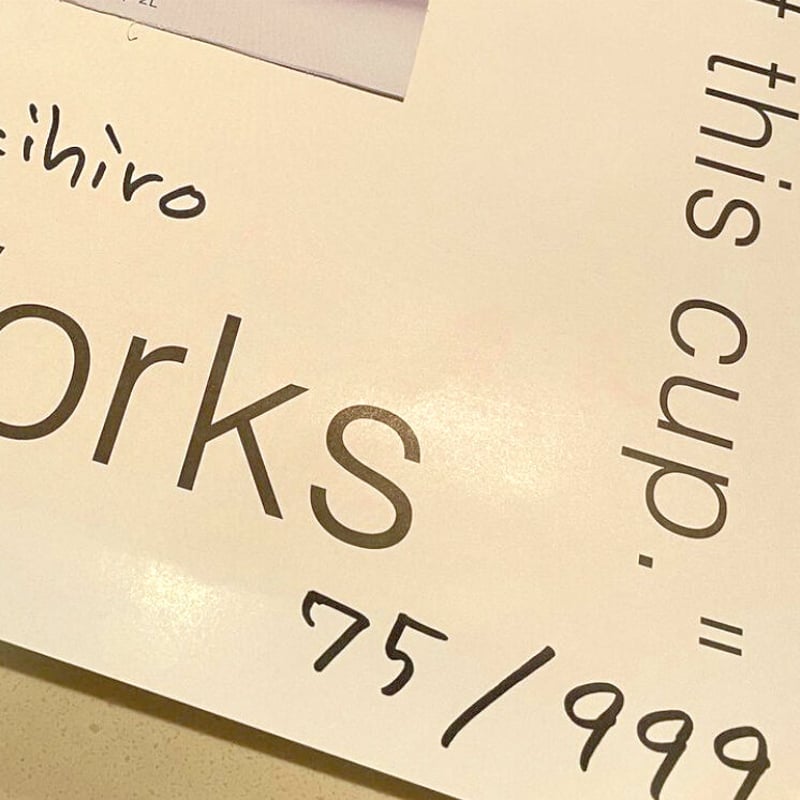 ihiro
orks
75/999
this cup."